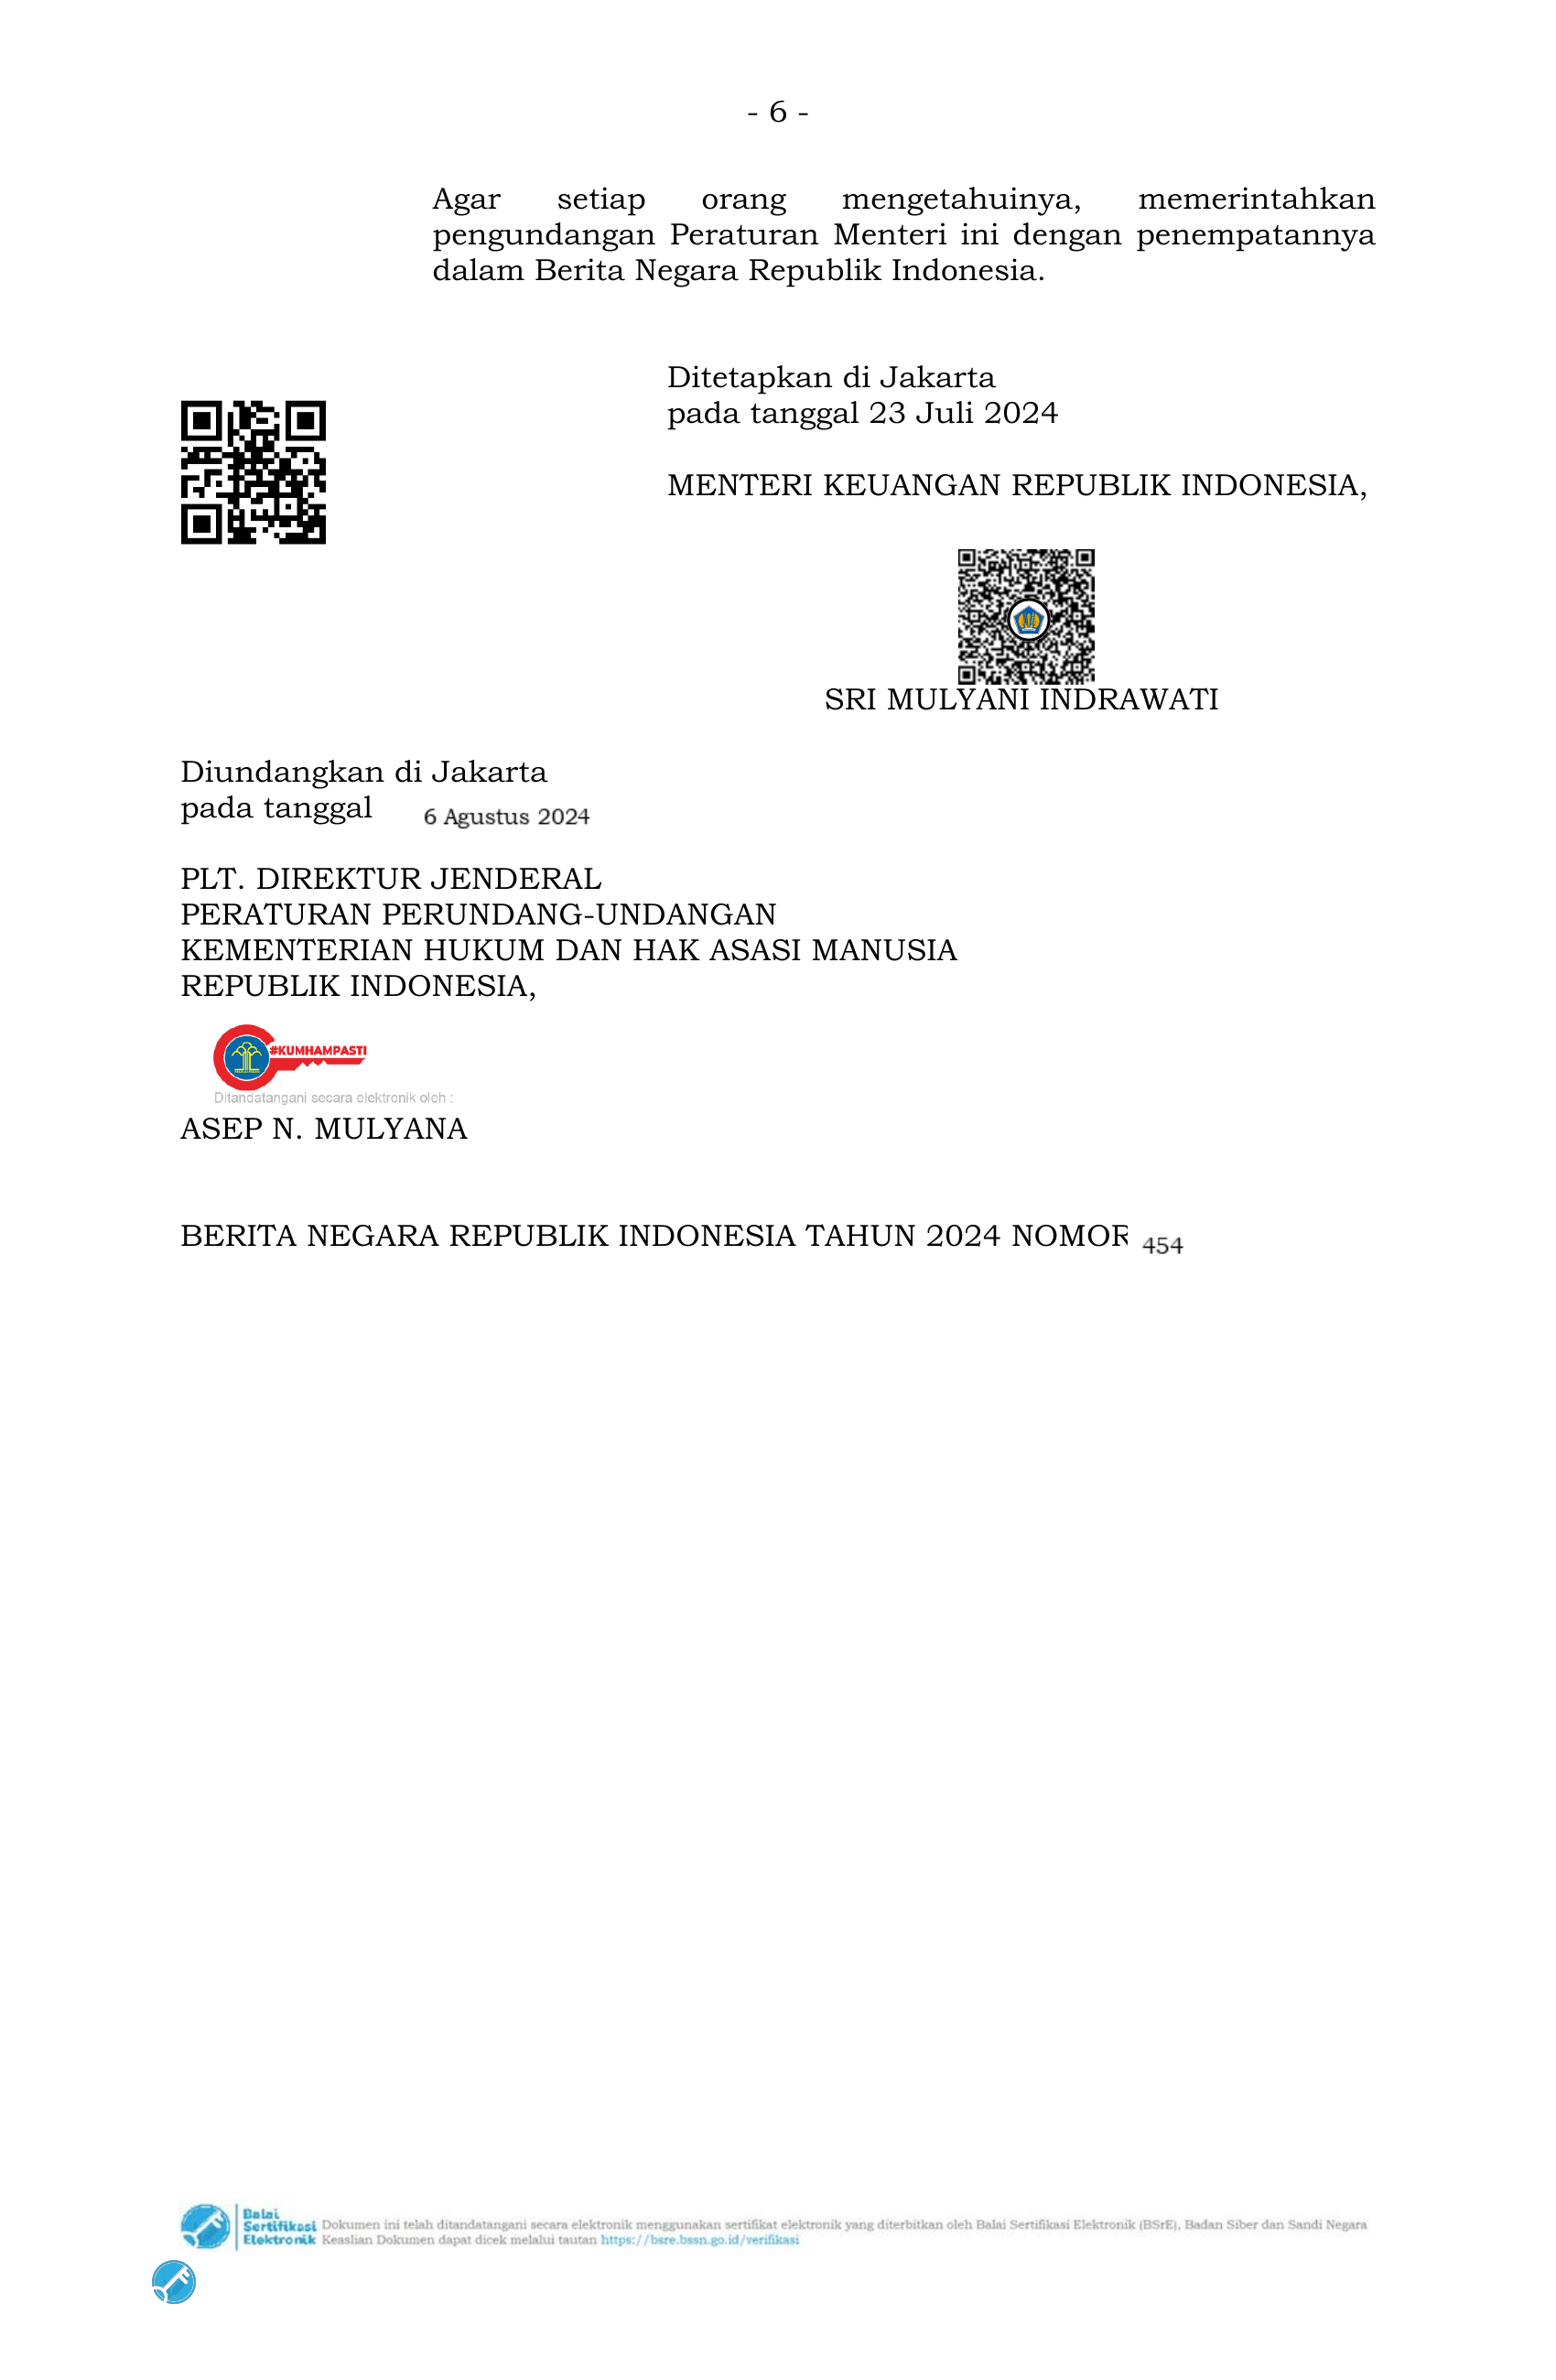 - 6 -
Agar setiap orang mengetahuinya, memerintahkan
pengundangan Peraturan Menteri ini dengan penempatannya
dalam Berita Negara Republik Indonesia.
Ditetapkan di Jakarta
pada tanggal 23 Juli 2024
MENTERI KEUANGAN REPUBLIK INDONESIA,
SRI MULYANI INDRAWATI
Diundangkan di Jakarta
pada tanggal 6 Agustus 2024
PLT. DIREKTUR JENDERAL
PERATURAN PERUNDANG-UNDANGAN
KEMENTERIAN HUKUM DAN HAK ASASI MANUSIA
REPUBLIK INDONESIA,
#KUMHAMPASTI
Ditandatangani secara elektronik oleh :
ASEP N. MULYANA
BERITA NEGARA REPUBLIK INDONESIA TAHUN 2024 NOMOR 454
Balai
Sertifikasi
Elektronik
Dokumen ini telah ditandatangani secara elektronik menggunakan sertifikat elektronik yang diterbitkan oleh Balai Sertifikasi Elektronik (BSrE), Badan Siber dan Sandi Negara
Keaslian Dokumen dapat dicek melalui tautan https://bsre.bssn.go.id/verifikasi